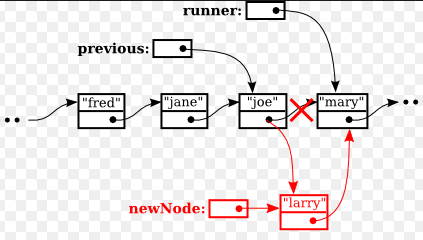 runner:
previous:
"fred" "jane" "joe" "mary"
newNode: "larry"